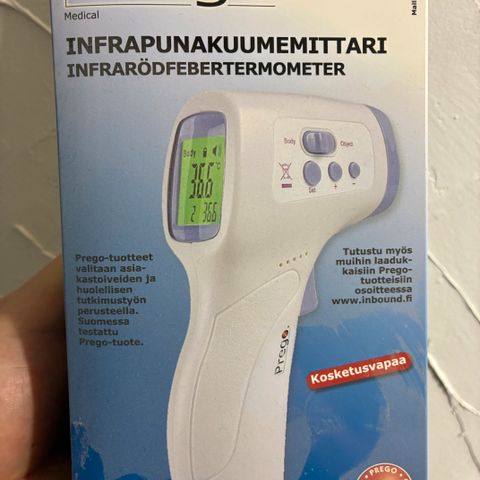 Medical
INFRAPUNAKUUMEMITTARI
INFRARÖDFEBERTERMOMETER
Body
36.6
°C
2 36.6
Body
Object
Set
+
-
Prego-tuotteet
valitaan asia-
kastoiveiden ja
huolellisen
tutkimustyön
perusteella.
Suomessa
testattu
Prego-tuote.
Tutustu myös
muihin laaduk-
kaisiin Prego-
tuotteisiin
osoitteessa
www.inbound.fi
Prego.
Kosketusvapaa
PREGO